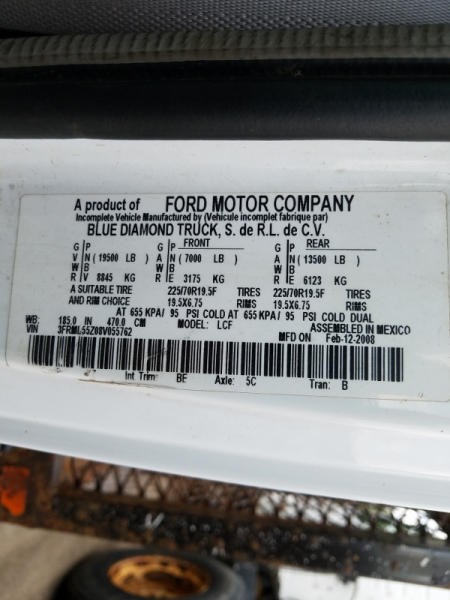 A product of FORD MOTOR COMPANY
Incomplete Vehicle Manufactured by (Vehicule incomplet fabrique par)
BLUE DIAMOND TRUCK, S. de R.L. de C.V.
G P G P FRONT G P REAR
V N ( 19500 LB ) A N ( 7000 LB ) A N ( 13500 LB )
W B W B W B
R V 8845 KG R E 3175 KG R E 6123 KG
A SUITABLE TIRE 225/70R19.5F TIRES 225/70R19.5F TIRES
AND RIM CHOICE 19.5X6.75 RIMS 19.5X6.75 RIMS
AT 655 KPA/ 95 PSI COLD AT 655 KPA/ 95 PSI COLD DUAL
WB: 185.0 IN 470.0 CM MODEL: LCF ASSEMBLED IN MEXICO
VIN 3FRML55Z08V055762 MFD ON Feb-12-2008
Int Trim: BE Axle: 5C Tran: B